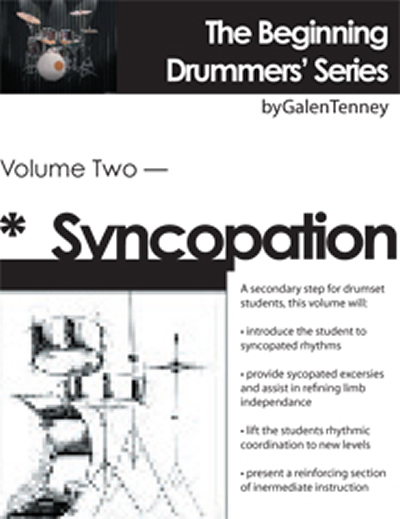 The Beginning
Drummers' Series
byGalenTenney
Volume Two —
* Syncopation
A secondary step for drumset
students, this volume will:
• introduce the student to
syncopated rhythms
• provide sycopated excersies
and assist in refining limb
independance
• lift the students rhythmic
coordination to new levels
• present a reinforcing section
of inermediate instruction